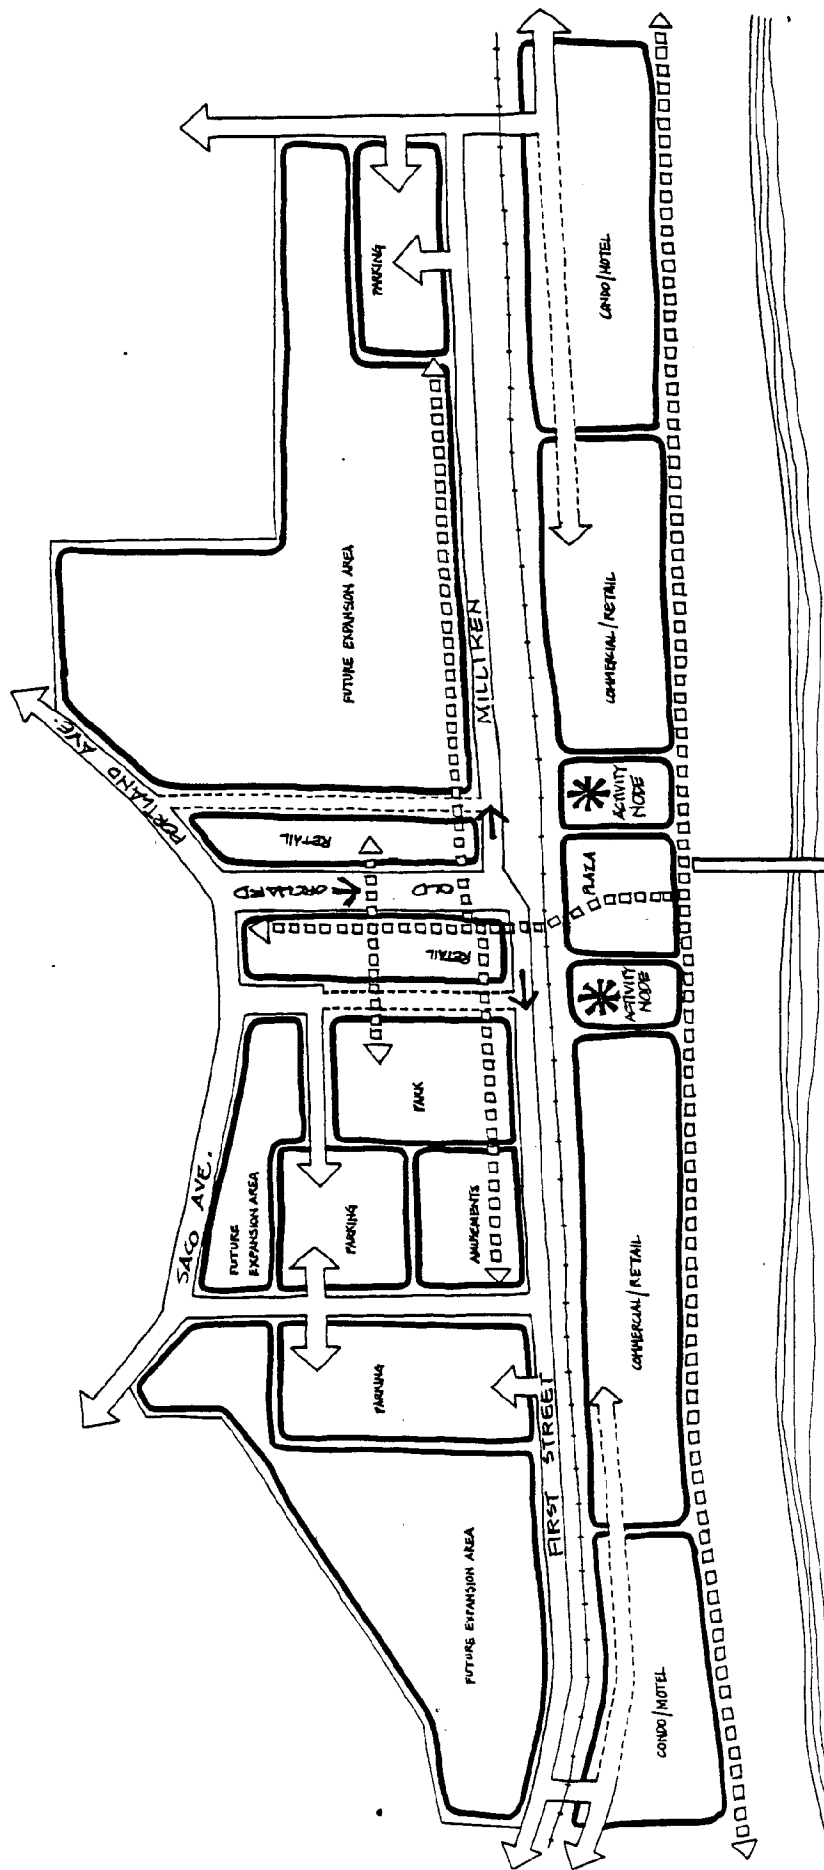 SACO AVE.
PORTLAND AVE.
FUTURE
EXPANSION AREA
OLD ORCHARD
RETAIL
RETAIL
PARKING
PARKING
PARKING
FUTURE EXPANSION AREA
PARK
AMUSEMENTS
FUTURE EXPANSION AREA
FIRST STREET
MILLIKEN
CONDO/MOTEL
COMMERCIAL/RETAIL
ACTIVITY
NODE
PLAZA
ACTIVITY
NODE
COMMERCIAL/RETAIL
CONDO/HOTEL